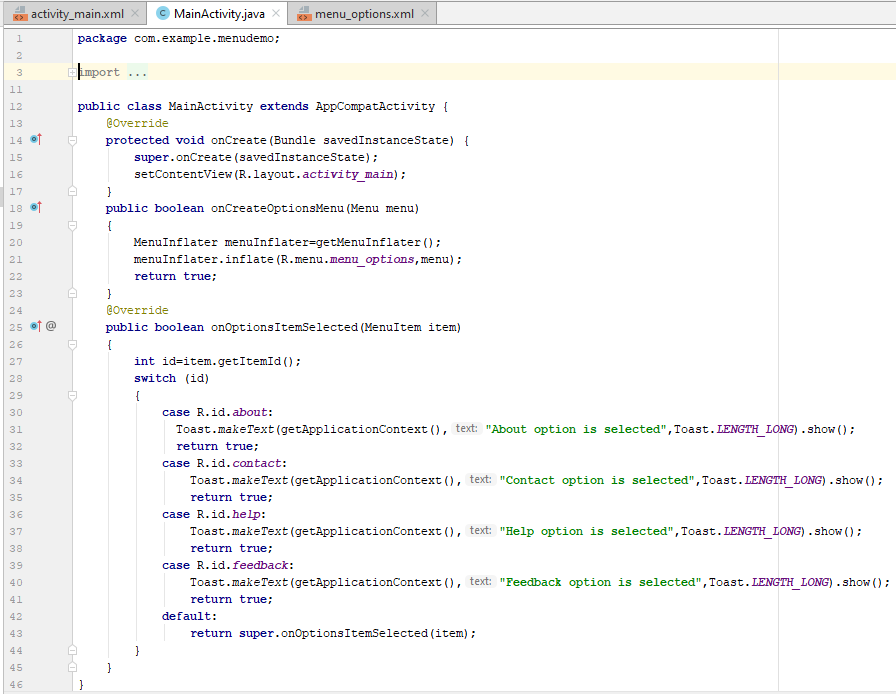 activity_main.xml MainActivity.java menu_options.xml
1 package com.example.menudemo;
2
3 import ...
11
12 public class MainActivity extends AppCompatActivity {
13 @Override
14 protected void onCreate(Bundle savedInstanceState) {
15 super.onCreate(savedInstanceState);
16 setContentView(R.layout.activity_main);
17 }
18 public boolean onCreateOptionsMenu(Menu menu)
19 {
20 MenuInflater menuInflater=getMenuInflater();
21 menuInflater.inflate(R.menu.menu_options,menu);
22 return true;
23 }
24 @Override
25 @ public boolean onOptionsItemSelected(MenuItem item)
26 {
27 int id=item.getItemId();
28 switch (id)
29 {
30 case R.id.about:
31 Toast.makeText(getApplicationContext(), text: "About option is selected",Toast.LENGTH_LONG).show();
32 return true;
33 case R.id.contact:
34 Toast.makeText(getApplicationContext(), text: "Contact option is selected",Toast.LENGTH_LONG).show();
35 return true;
36 case R.id.help:
37 Toast.makeText(getApplicationContext(), text: "Help option is selected",Toast.LENGTH_LONG).show();
38 return true;
39 case R.id.feedback:
40 Toast.makeText(getApplicationContext(), text: "Feedback option is selected",Toast.LENGTH_LONG).show();
41 return true;
42 default:
43 return super.onOptionsItemSelected(item);
44 }
45 }
46 }